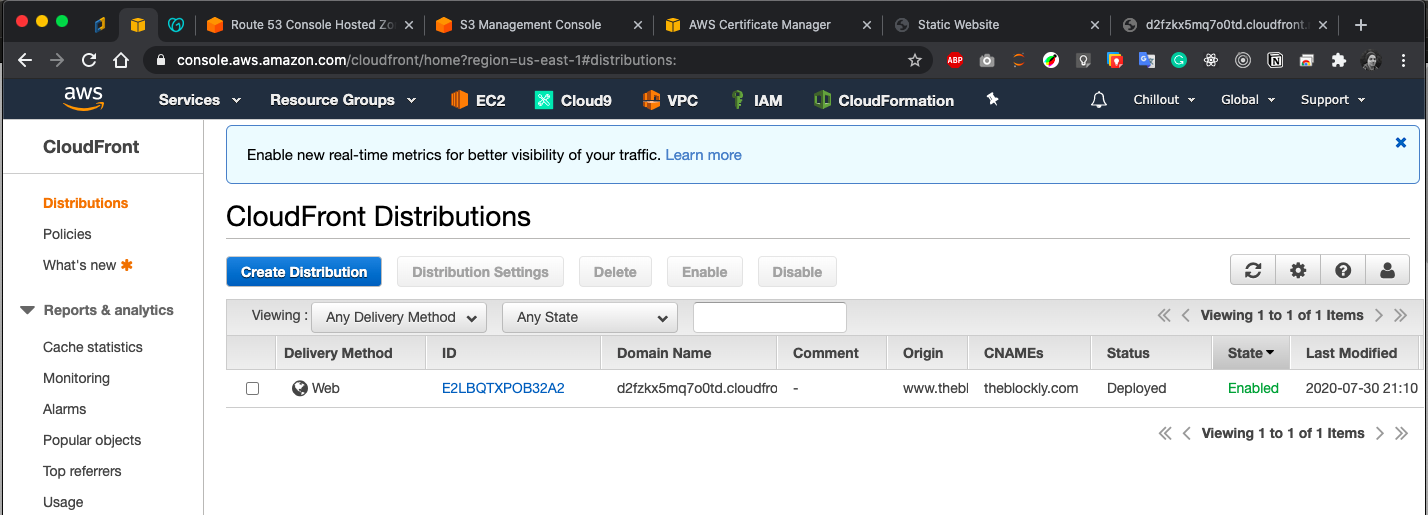 Route 53 Console Hosted Zo
S3 Management Console
AWS Certificate Manager
Static Website
d2fzkx5mq7o0td.cloudfront.
console.aws.amazon.com/cloudfront/home?region=us-east-1#distributions:
ABP
aws
Services
Resource Groups
EC2
Cloud9
VPC
IAM
CloudFormation
Chillout
Global
Support
CloudFront
Distributions
Policies
What's new
Reports & analytics
Cache statistics
Monitoring
Alarms
Popular objects
Top referrers
Usage
Enable new real-time metrics for better visibility of your traffic. Learn more
CloudFront Distributions
Create Distribution
Distribution Settings
Delete
Enable
Disable
Viewing : Any Delivery Method Any State
Viewing 1 to 1 of 1 Items
Delivery Method ID Domain Name Comment Origin CNAMEs Status State Last Modified
Web E2LBQTXPOB32A2 d2fzkx5mq7o0td.cloudfro - www.thebl theblockly.com Deployed Enabled 2020-07-30 21:10
Viewing 1 to 1 of 1 Items